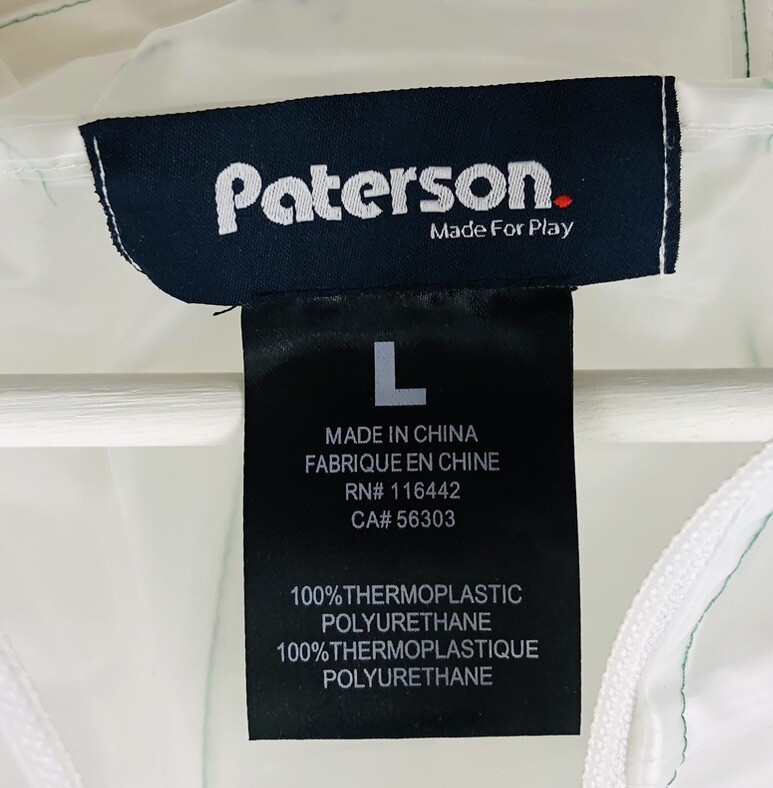 Paterson.
Made For Play
L
MADE IN CHINA
FABRIQUE EN CHINE
RN# 116442
CA# 56303
100%THERMOPLASTIC
POLYURETHANE
100%THERMOPLASTIQUE
POLYURETHANE